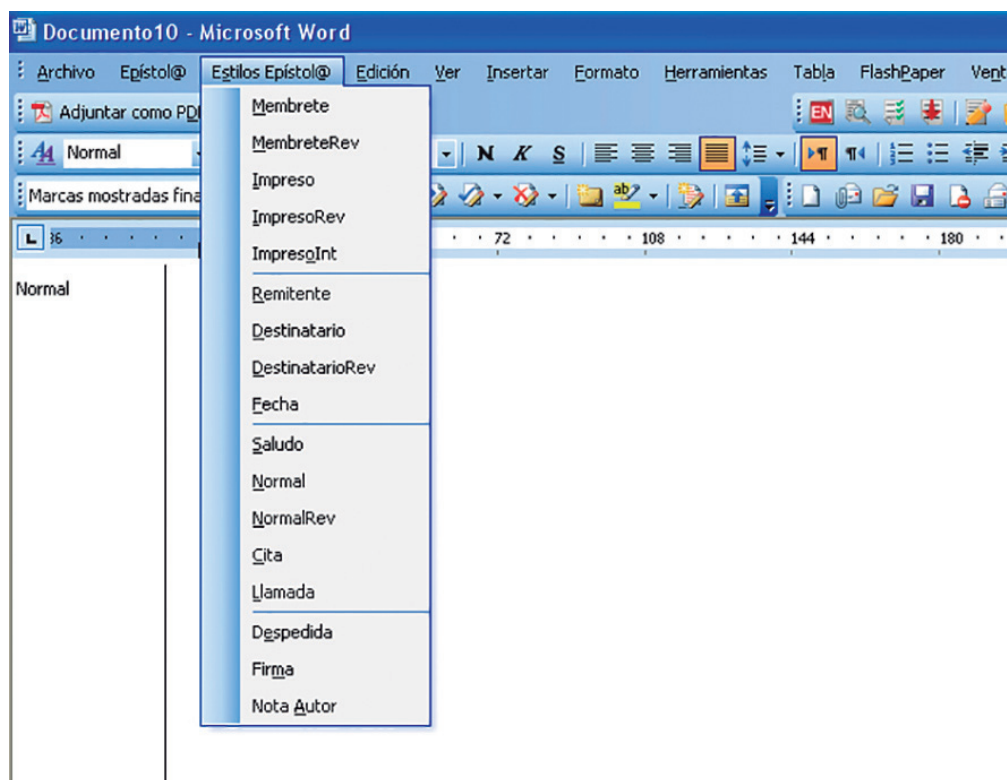 Documento10 - Microsoft Word
Archivo Epístol@ Estilos Epístol@ Edición Ver Insertar Formato Herramientas Tabla FlashPaper
Adjuntar como EN
Normal N K S
Marcas mostradas
L 36 72 108 144 180
Normal
Membrete
MembreteRev
Impreso
ImpresoRev
ImpresoInt
Remitente
Destinatario
DestinatarioRev
Fecha
Saludo
Normal
NormalRev
Cita
Llamada
Despedida
Firma
Nota Autor